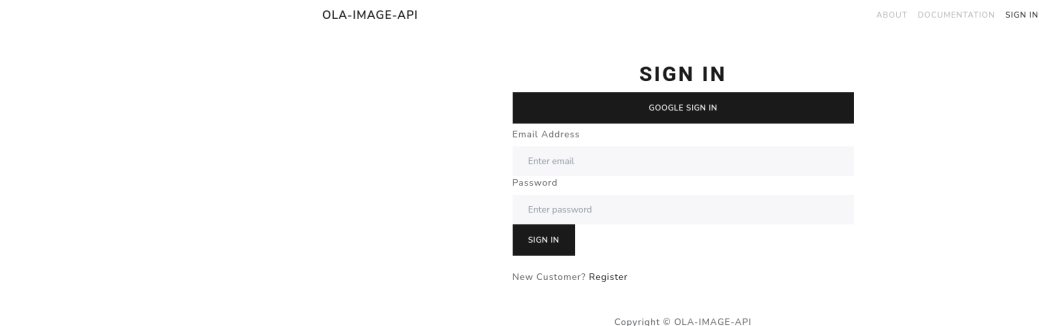 OLA-IMAGE-API
ABOUT DOCUMENTATION SIGN IN
SIGN IN
GOOGLE SIGN IN
Email Address
Enter email
Password
Enter password
SIGN IN
New Customer? Register
Copyright © OLA-IMAGE-API